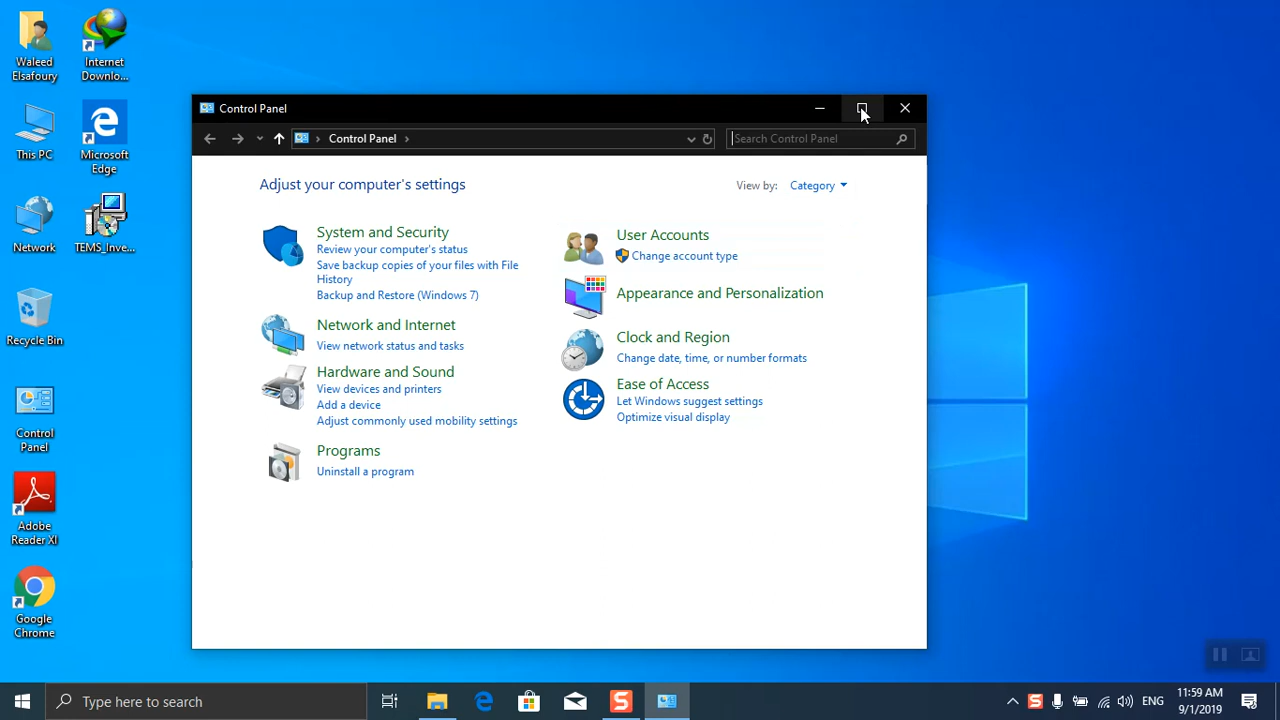 Waleed
Elsafoury
Internet
Downlo...
This PC
Microsoft
Edge
Network
TEMS_Inve...
Recycle Bin
Control
Panel
Adobe
Reader XI
Google
Chrome
Control Panel
Control Panel
Search Control Panel
Adjust your computer's settings
View by: Category
System and Security
Review your computer's status
Save backup copies of your files with File
History
Backup and Restore (Windows 7)
Network and Internet
View network status and tasks
Hardware and Sound
View devices and printers
Add a device
Adjust commonly used mobility settings
Programs
Uninstall a program
User Accounts
Change account type
Appearance and Personalization
Clock and Region
Change date, time, or number formats
Ease of Access
Let Windows suggest settings
Optimize visual display
Type here to search
ENG
11:59 AM
9/1/2019